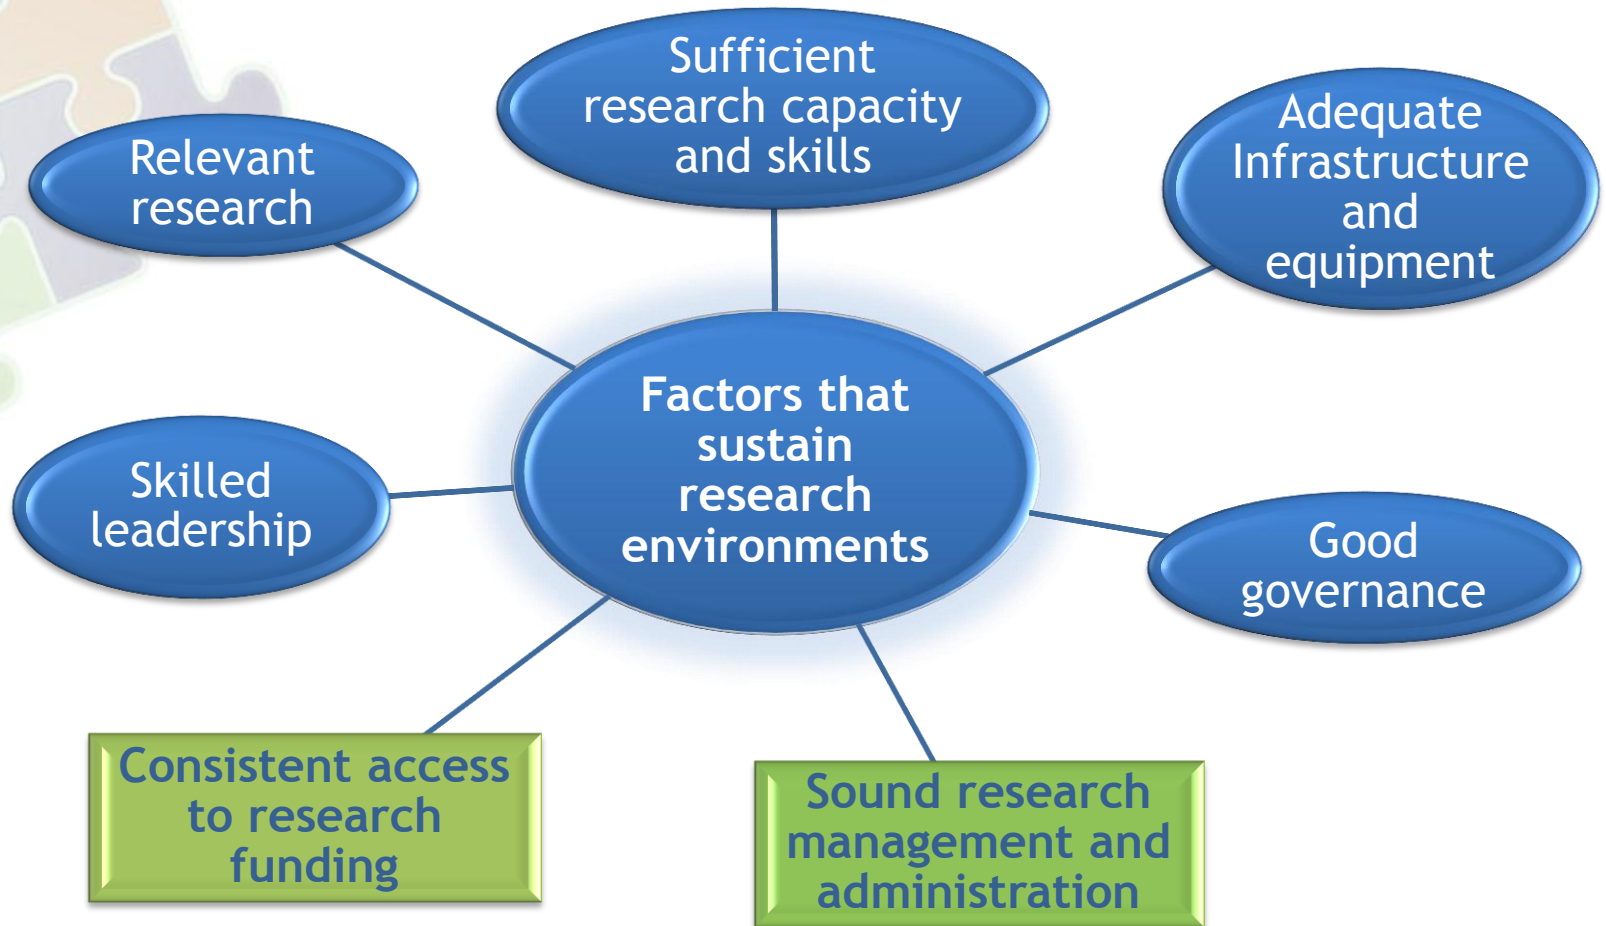 Sufficient
research capacity
and skills
Adequate
Infrastructure
and
equipment
Relevant
research
Factors that
sustain
research
environments
Skilled
leadership
Good
governance
Consistent access
to research
funding
Sound research
management and
administration